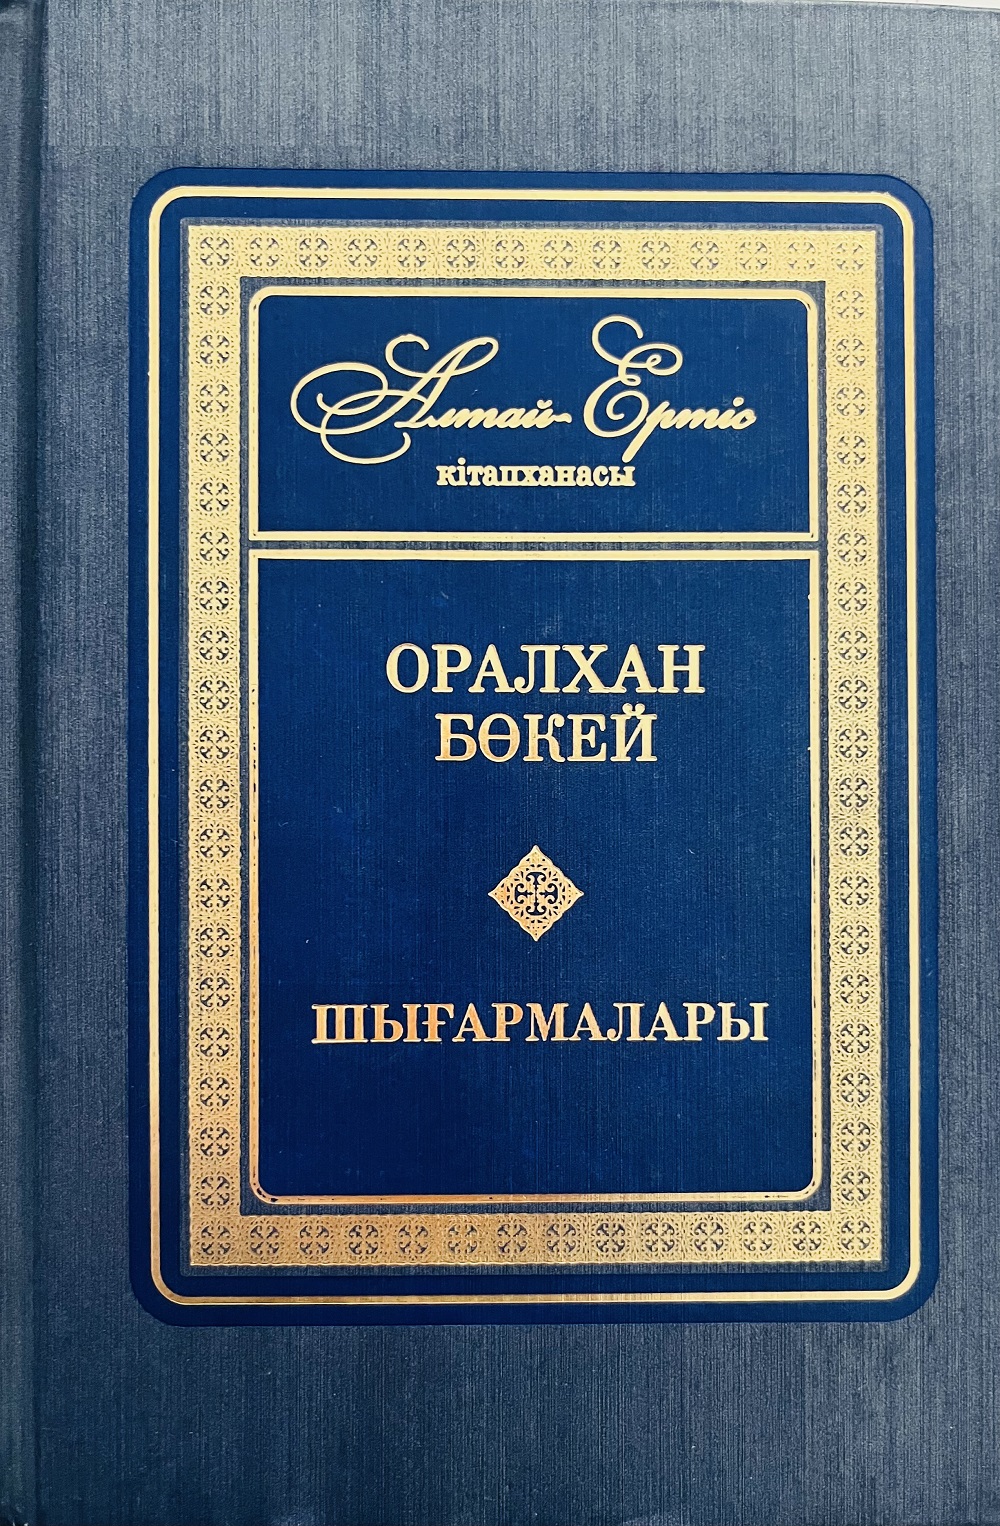 Алтай-Ертіс
кітапханасы
ОРАЛХАН
БӨКЕЙ
ШЫҒАРМАЛАРЫ